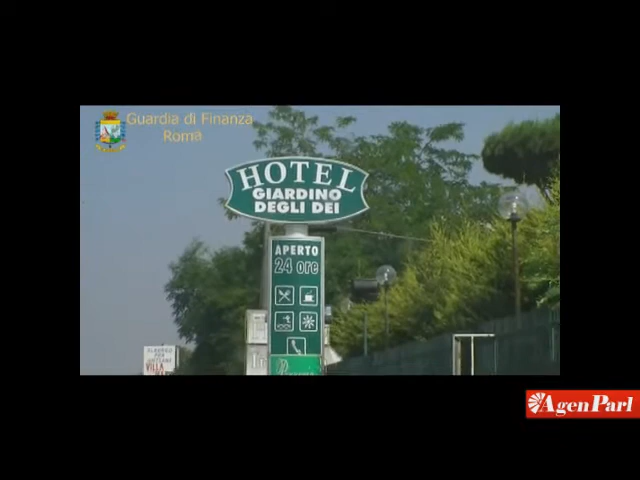 Guardia di Finanza
Roma
HOTEL
GIARDINO
DEGLI DEI
APERTO
24 ore
VILLA
AgenParl